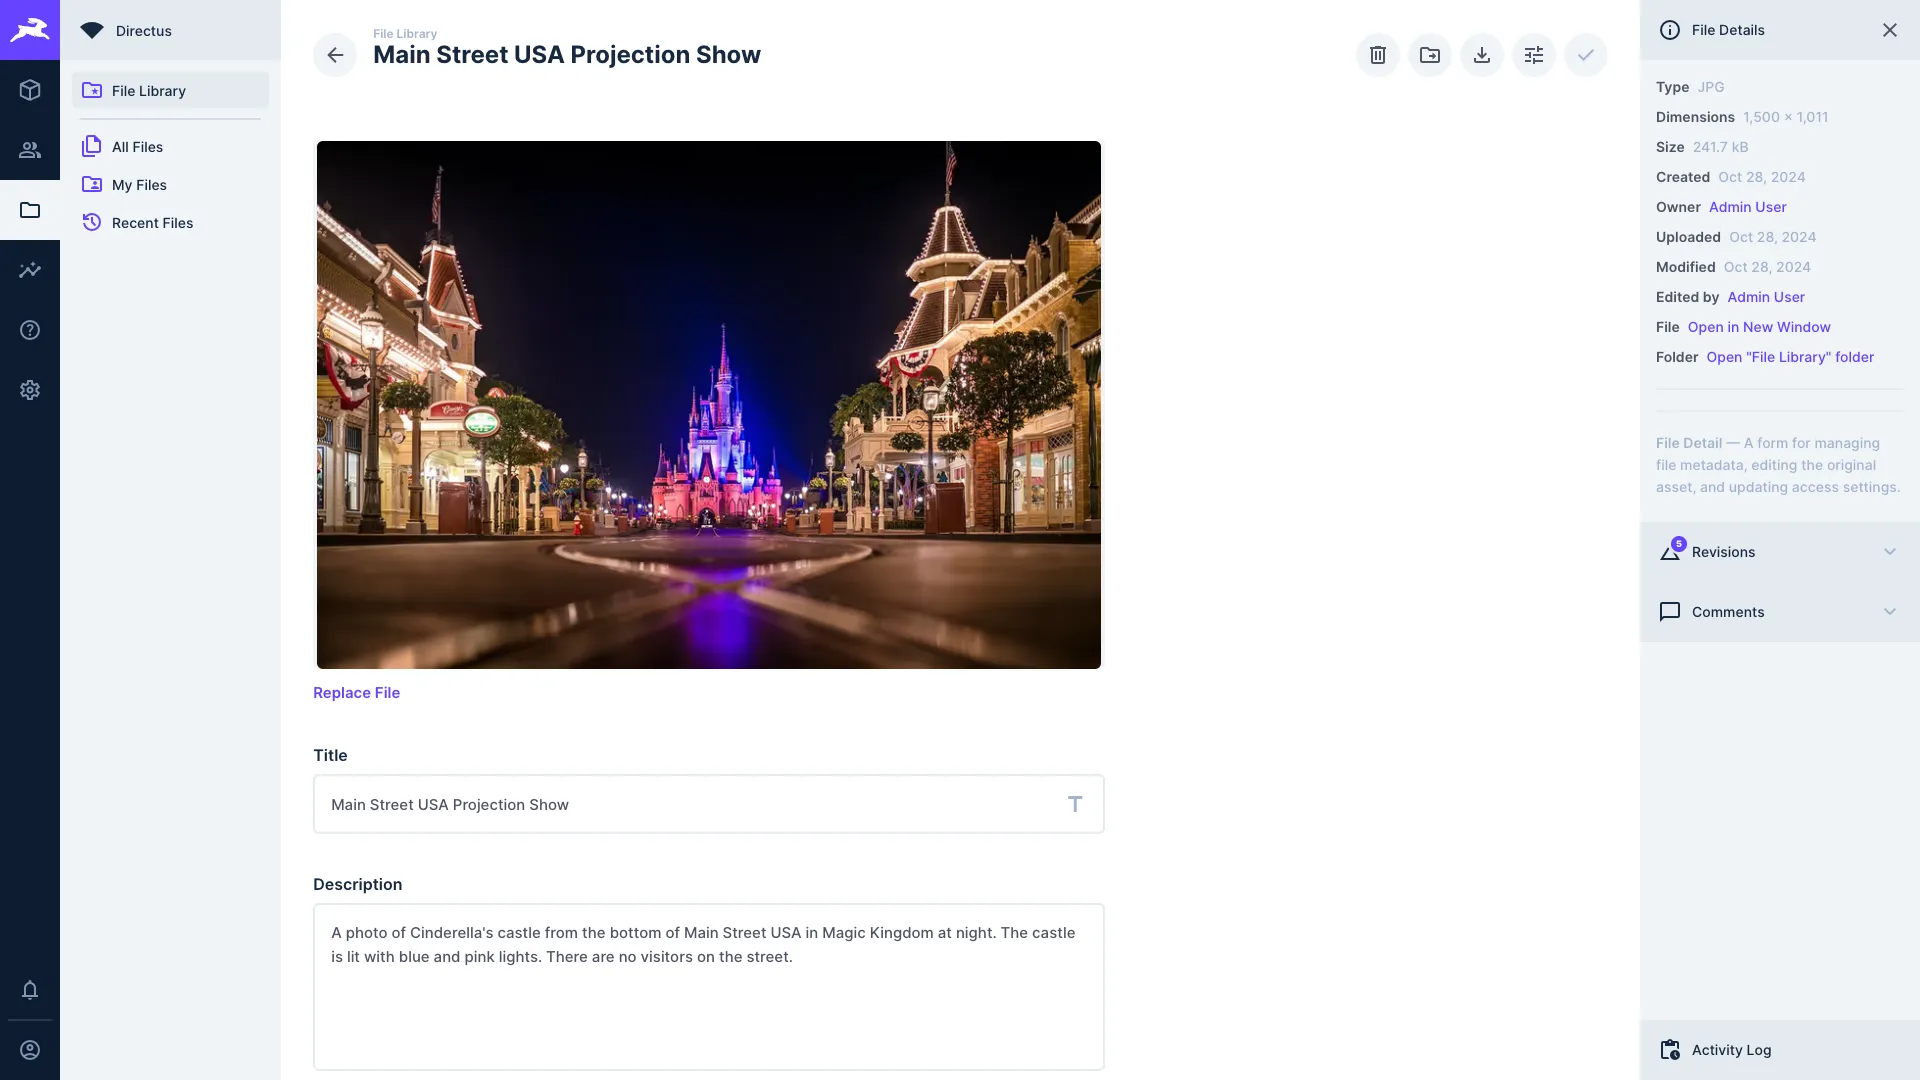 Directus
File Library
All Files
My Files
Recent Files
File Library
Main Street USA Projection Show
Replace File
Title
Main Street USA Projection Show
Description
A photo of Cinderella's castle from the bottom of Main Street USA in Magic Kingdom at night. The castle
is lit with blue and pink lights. There are no visitors on the street.
File Details
Type JPG
Dimensions 1,500 × 1,011
Size 241.7 kB
Created Oct 28, 2024
Owner Admin User
Uploaded Oct 28, 2024
Modified Oct 28, 2024
Edited by Admin User
File Open in New Window
Folder Open "File Library" folder
File Detail — A form for managing
file metadata, editing the original
asset, and updating access settings.
5
Revisions
Comments
Activity Log